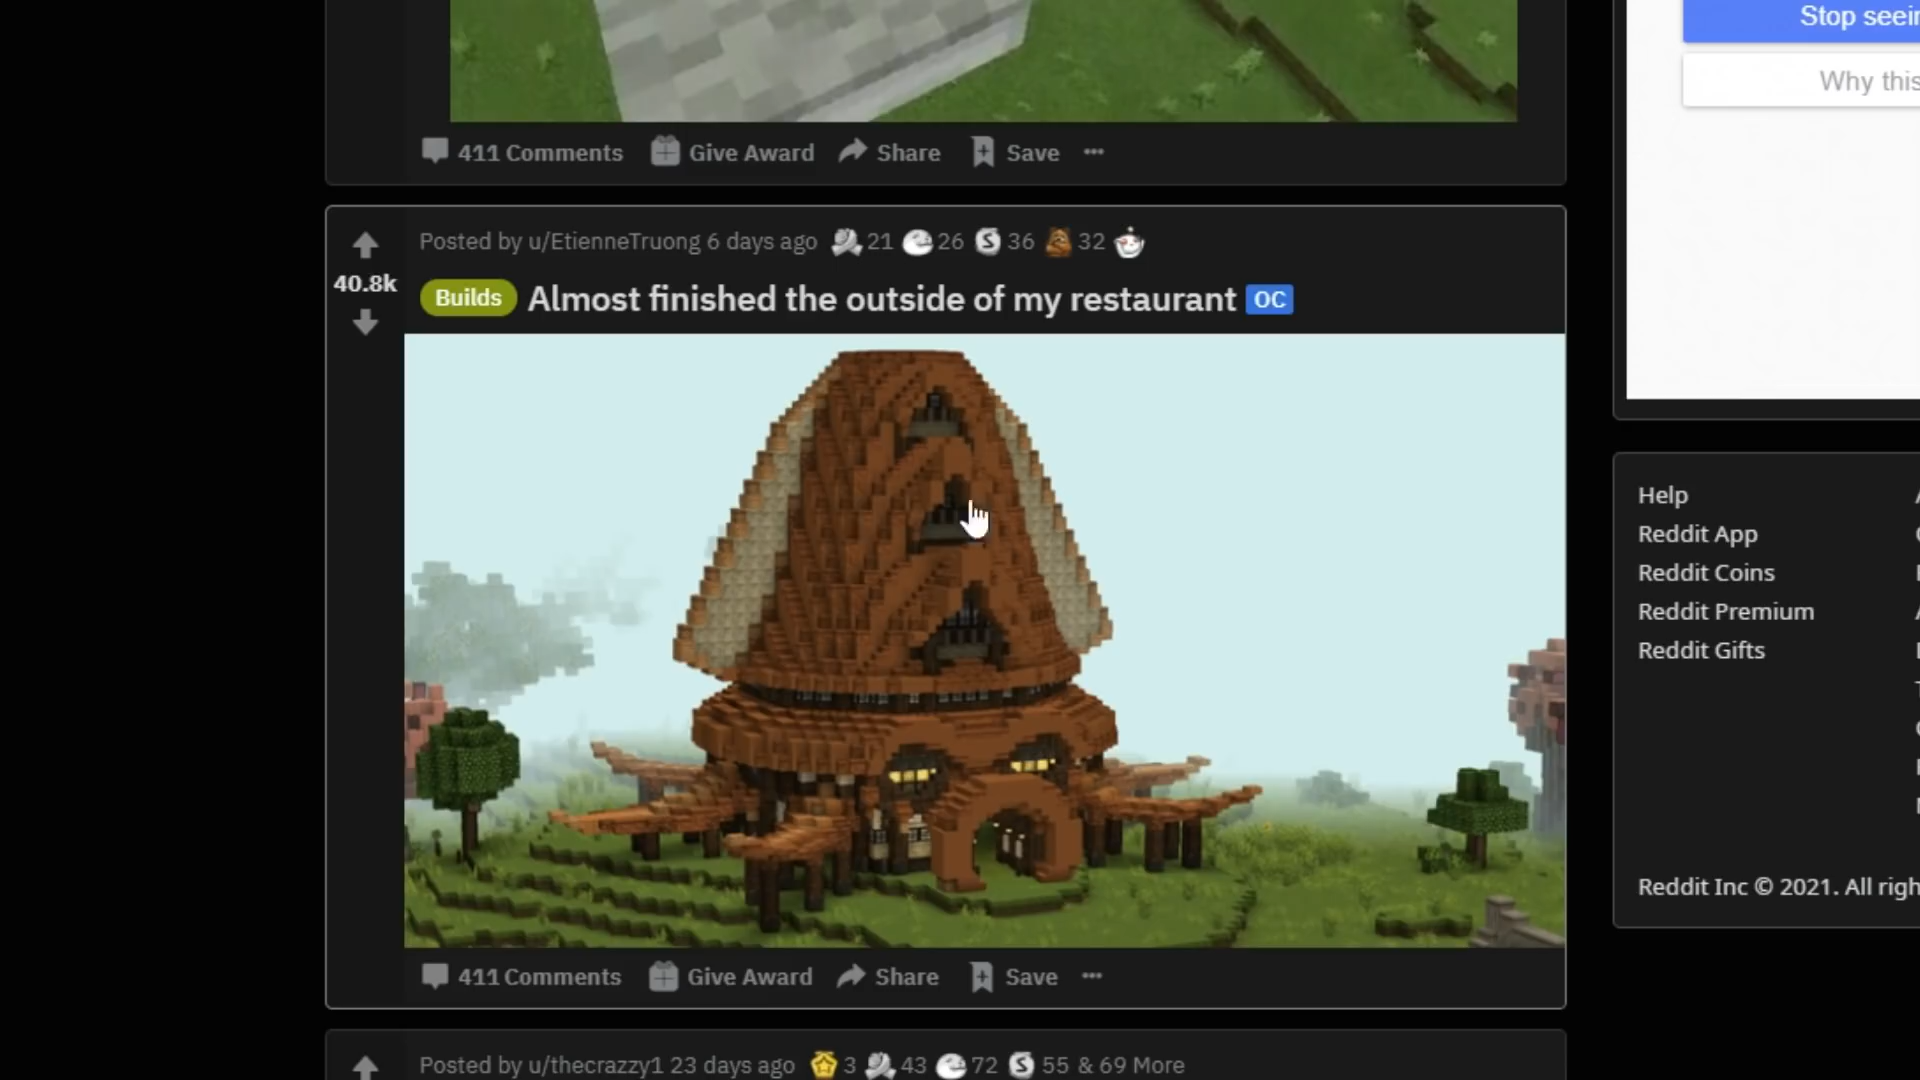 Stop seein
Why this
411 Comments Give Award Share Save
Posted by u/EtienneTruong 6 days ago 21 26 36 32
40.8k
Builds Almost finished the outside of my restaurant OC
Help
Reddit App
Reddit Coins
Reddit Premium
Reddit Gifts
Reddit Inc © 2021. All righ
411 Comments Give Award Share Save
Posted by u/thecrazzy1 23 days ago 3 43 72 55 & 69 More